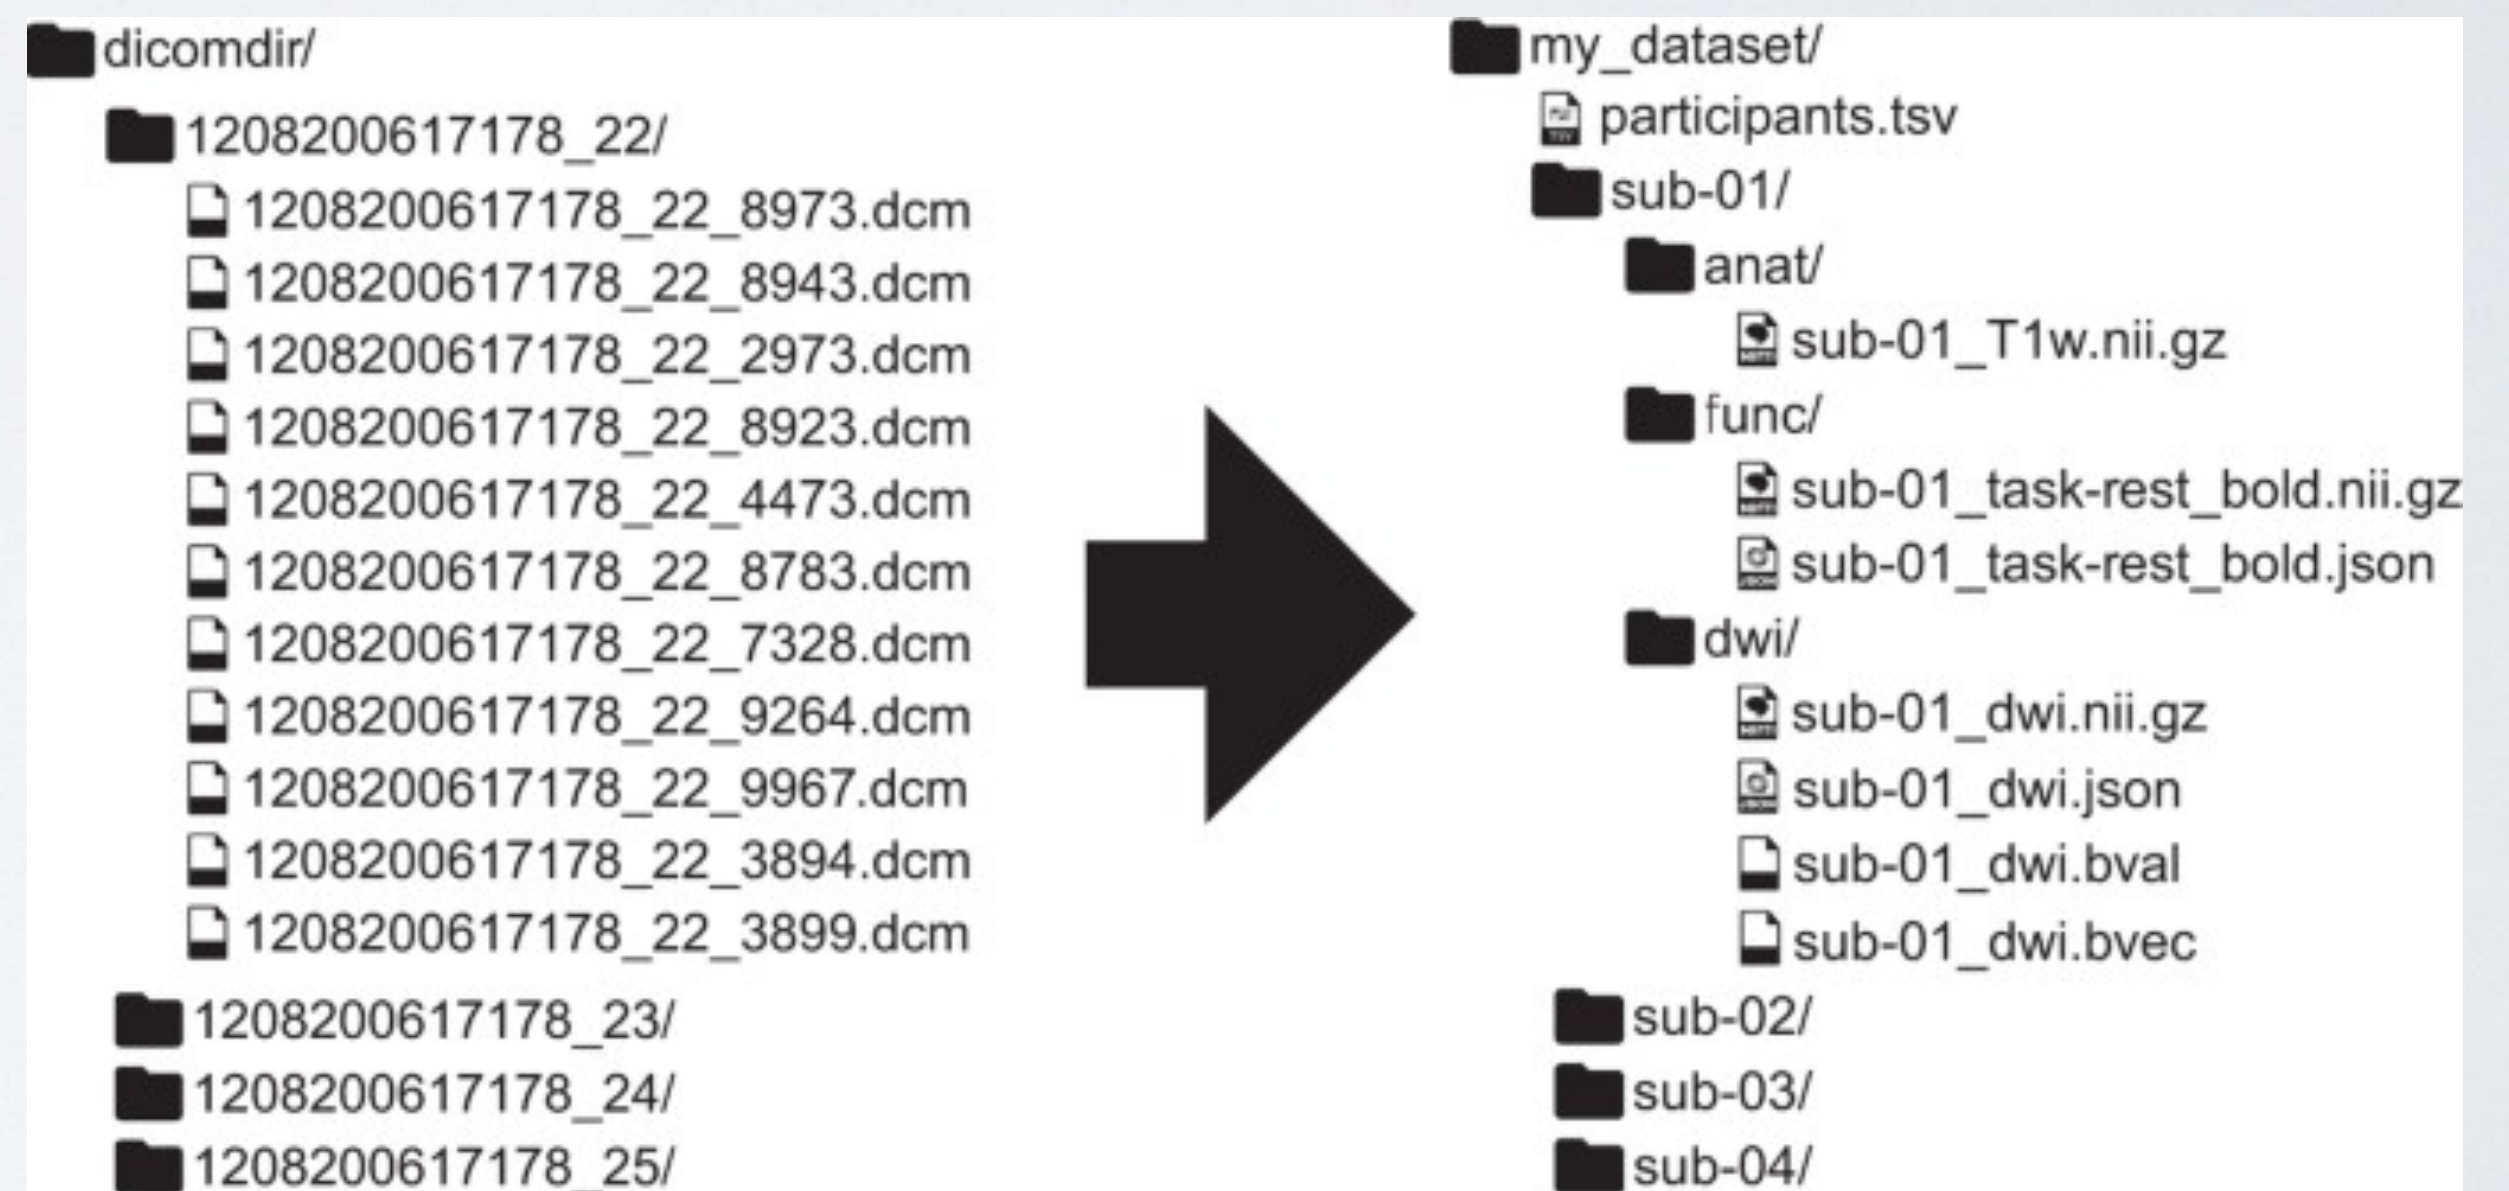 dicomdir/
1208200617178_22/
1208200617178_22_8973.dcm
1208200617178_22_8943.dcm
1208200617178_22_2973.dcm
1208200617178_22_8923.dcm
1208200617178_22_4473.dcm
1208200617178_22_8783.dcm
1208200617178_22_7328.dcm
1208200617178_22_9264.dcm
1208200617178_22_9967.dcm
1208200617178_22_3894.dcm
1208200617178_22_3899.dcm
1208200617178_23/
1208200617178_24/
1208200617178_25/
my_dataset/
participants.tsv
sub-01/
anat/
sub-01_T1w.nii.gz
func/
sub-01_task-rest_bold.nii.gz
sub-01_task-rest_bold.json
dwi/
sub-01_dwi.nii.gz
sub-01_dwi.json
sub-01_dwi.bval
sub-01_dwi.bvec
sub-02/
sub-03/
sub-04/